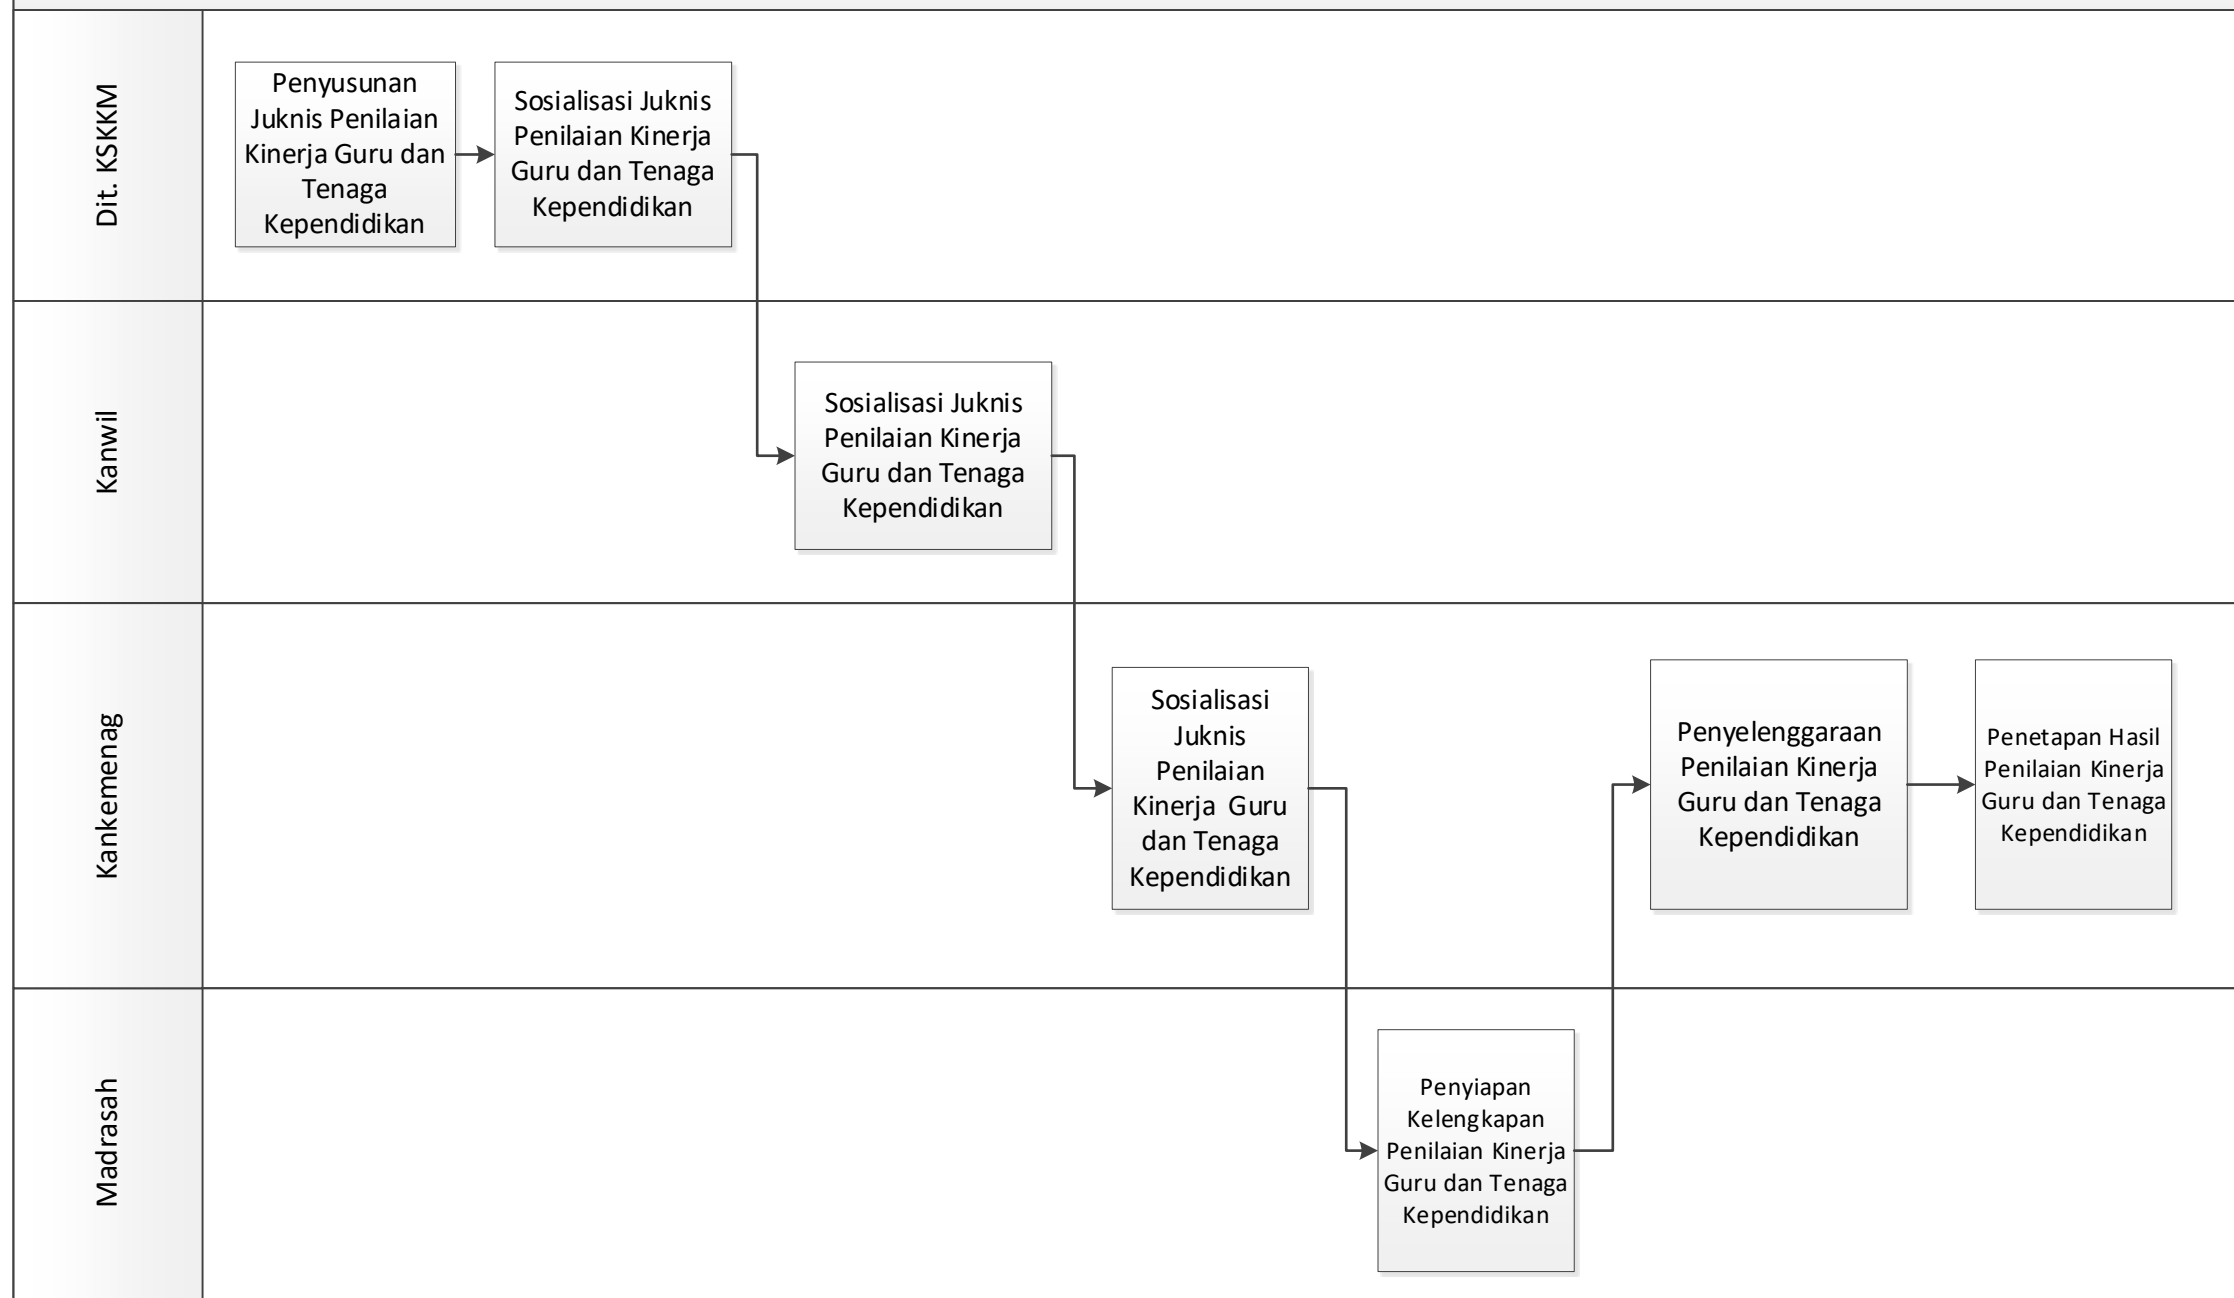 Dit. KSKKM
Penyusunan
Juknis Penilaian
Kinerja Guru dan
Tenaga
Kependidikan
Sosialisasi Juknis
Penilaian Kinerja
Guru dan Tenaga
Kependidikan
Kanwil
Sosialisasi Juknis
Penilaian Kinerja
Guru dan Tenaga
Kependidikan
Kankemenag
Sosialisasi
Juknis
Penilaian
Kinerja Guru
dan Tenaga
Kependidikan
Penyelenggaraan
Penilaian Kinerja
Guru dan Tenaga
Kependidikan
Penetapan Hasil
Penilaian Kinerja
Guru dan Tenaga
Kependidikan
Madrasah
Penyiapan
Kelengkapan
Penilaian Kinerja
Guru dan Tenaga
Kependidikan